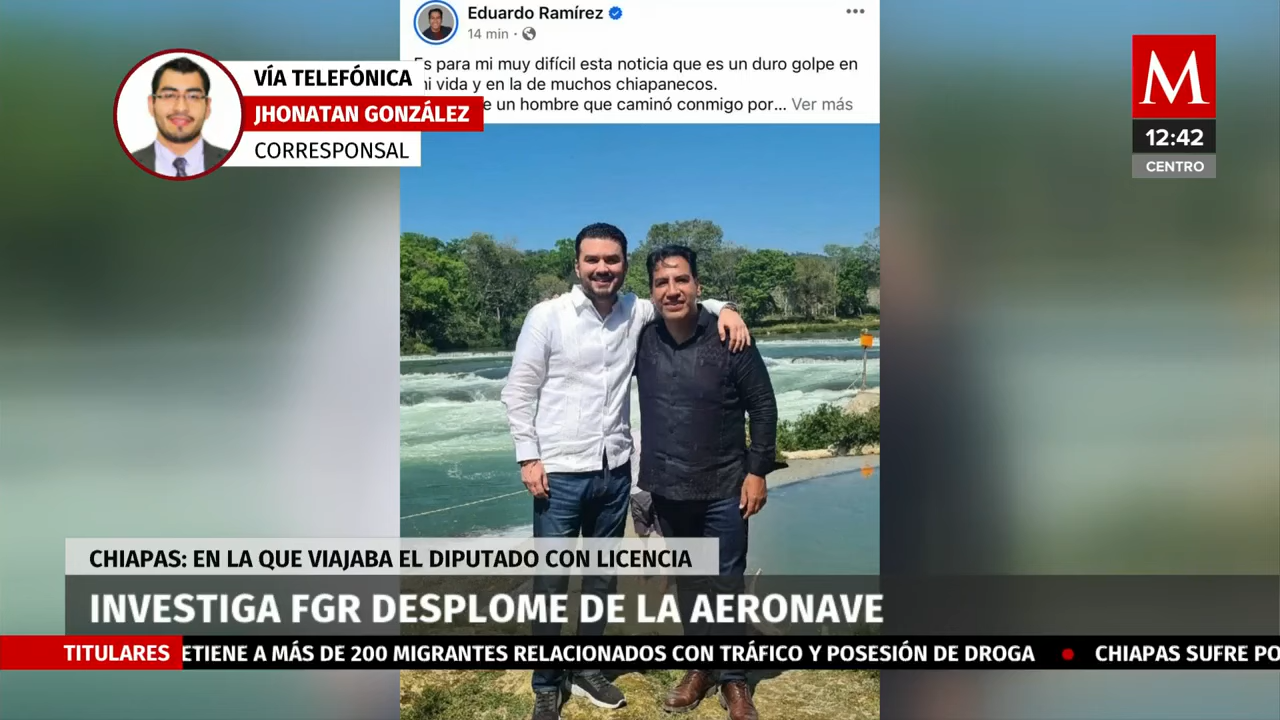 Eduardo Ramírez
14 min
Es para mi muy difícil esta noticia que es un duro golpe en
mi vida y en la de muchos chiapanecos.
un hombre que caminó conmigo por... Ver más
VÍA TELEFÓNICA
JHONATAN GONZÁLEZ
CORRESPONSAL
M
12:42
CENTRO
CHIAPAS: EN LA QUE VIAJABA EL DIPUTADO CON LICENCIA
INVESTIGA FGR DESPLOME DE LA AERONAVE
TITULARES ETIENE A MÁS DE 200 MIGRANTES RELACIONADOS CON TRÁFICO Y POSESIÓN DE DROGA • CHIAPAS SUFRE PO